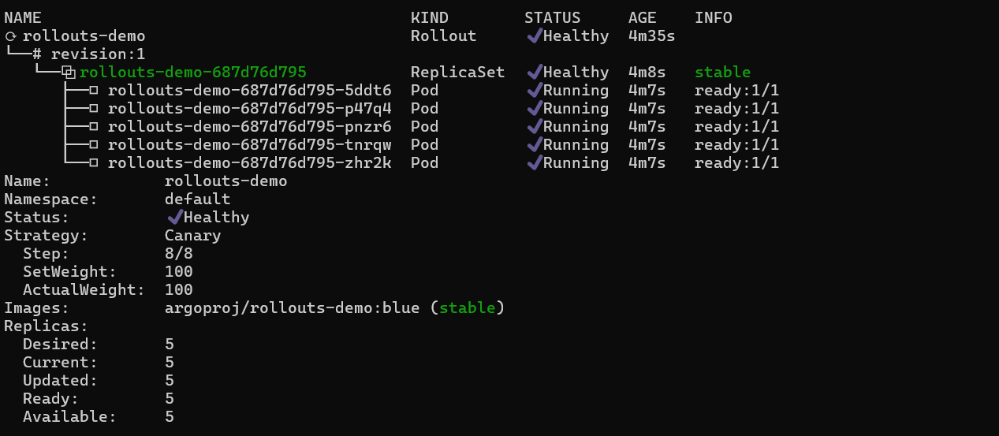 NAME KIND STATUS AGE INFO
⟳ rollouts-demo Rollout ✔Healthy 4m35s
└──# revision:1
   └──⧉rollouts-demo-687d76d795 ReplicaSet ✔Healthy 4m8s stable
      ├──□ rollouts-demo-687d76d795-5ddt6 Pod ✔Running 4m7s ready:1/1
      ├──□ rollouts-demo-687d76d795-p47q4 Pod ✔Running 4m7s ready:1/1
      ├──□ rollouts-demo-687d76d795-pnzr6 Pod ✔Running 4m7s ready:1/1
      ├──□ rollouts-demo-687d76d795-tnrqw Pod ✔Running 4m7s ready:1/1
      └──□ rollouts-demo-687d76d795-zhr2k Pod ✔Running 4m7s ready:1/1
Name: rollouts-demo
Namespace: default
Status: ✔Healthy
Strategy: Canary
  Step: 8/8
  SetWeight: 100
  ActualWeight: 100
Images: argoproj/rollouts-demo:blue (stable)
Replicas:
  Desired: 5
  Current: 5
  Updated: 5
  Ready: 5
  Available: 5